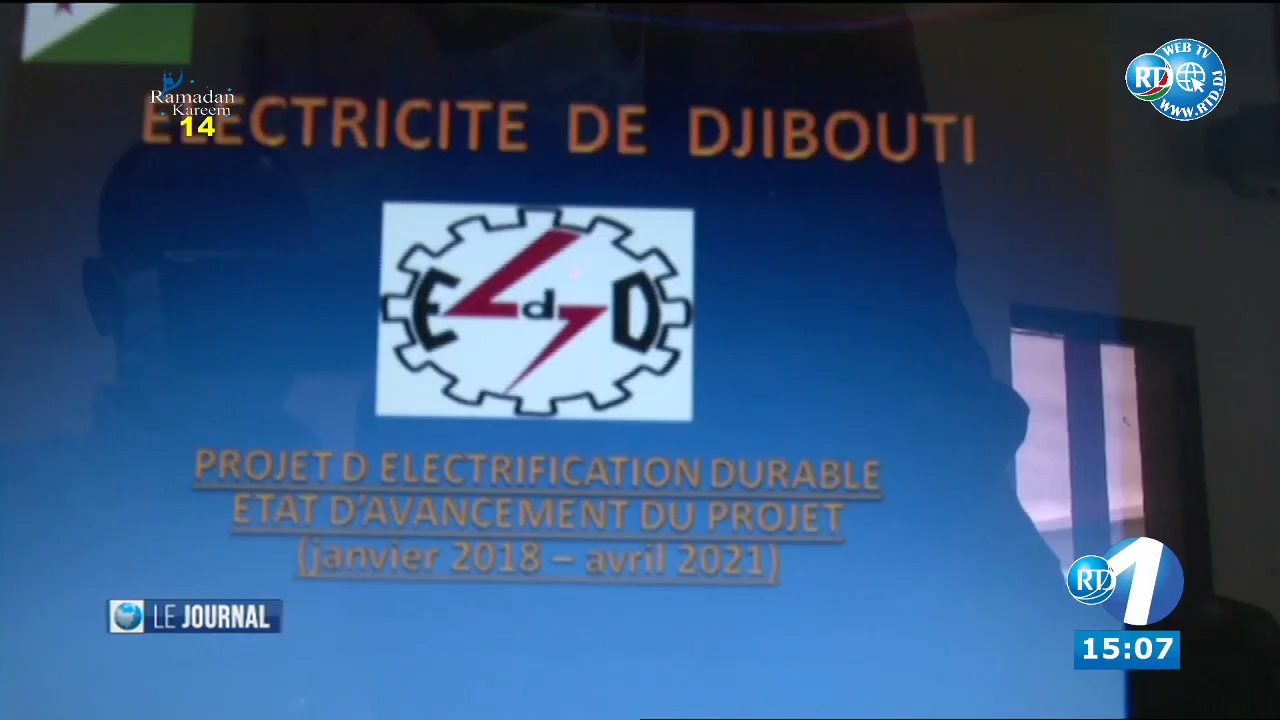 WEB TV
RTD
WWW.RTD.DJ
Ramadan
Kareem
14
ELECTRICITE DE DJIBOUTI
E d D
PROJET D ELECTRIFICATION DURABLE
ETAT D'AVANCEMENT DU PROJET
(janvier 2018 – avril 2021)
LE JOURNAL
RTD
1
15:07